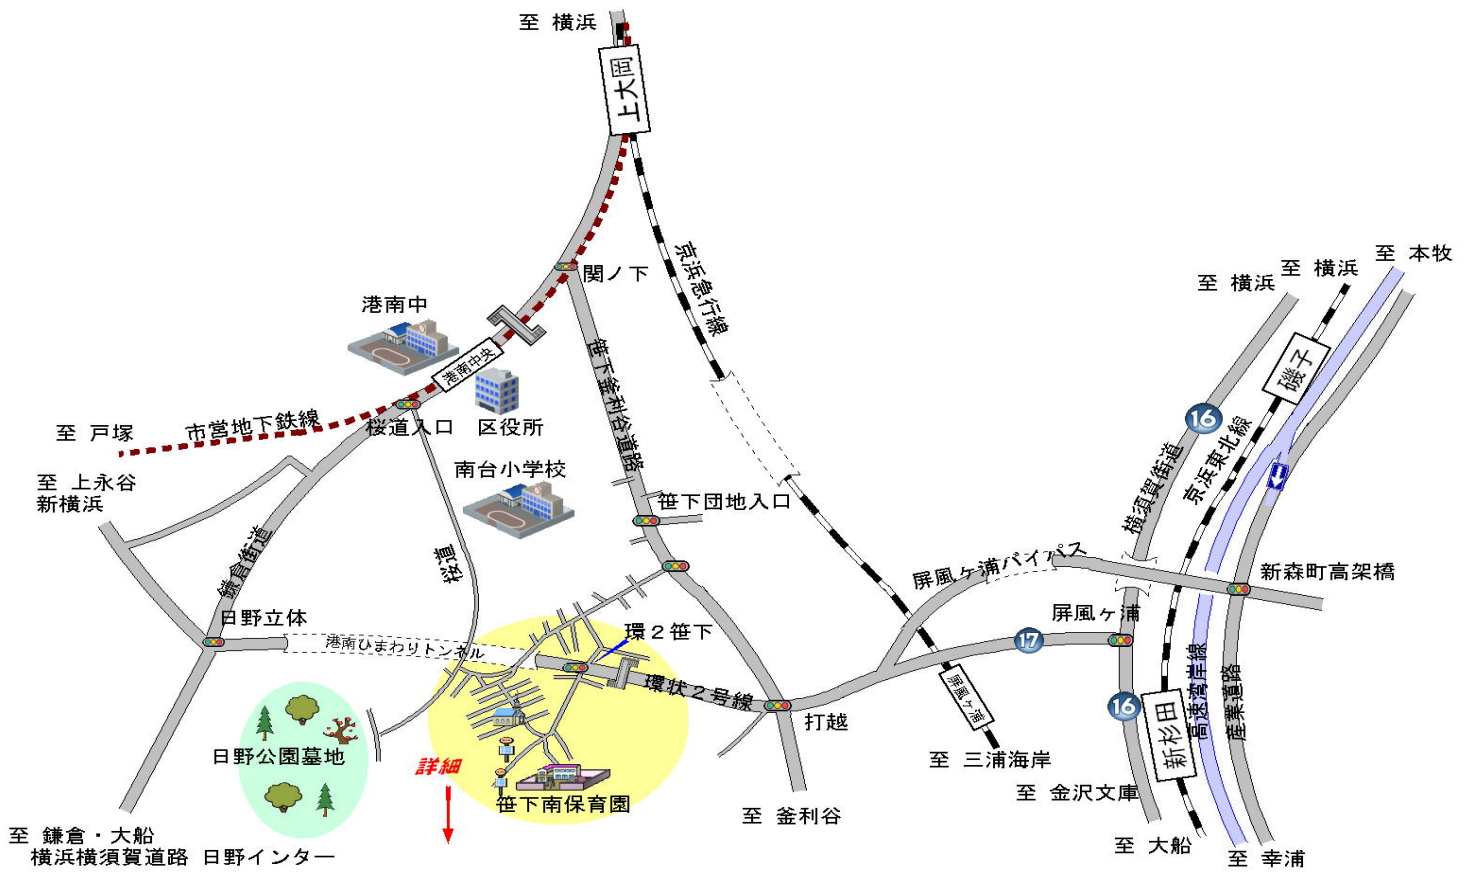 至 横浜
上大岡
関ノ下
京浜急行線
港南中
港南中央
笹下釜利谷道路
市営地下鉄線
至 戸塚
桜道入口
区役所
至 上永谷
新横浜
南台小学校
笹下団地入口
鎌倉街道
桜道
日野立体
港南ひまわりトンネル
環2笹下
環状2号線
打越
屏風ヶ浦バイパス
屏風ヶ浦
至 三浦海岸
日野公園墓地
詳細
笹下南保育園
至 釜利谷
至 鎌倉・大船
横浜横須賀道路 日野インター
至 横浜
至 横浜
至 本牧
磯子
16
横須賀街道
京浜東北線
新森町高架橋
屏風ヶ浦
17
16
新杉田
高速湾岸線
産業道路
至 金沢文庫
至 大船
至 幸浦